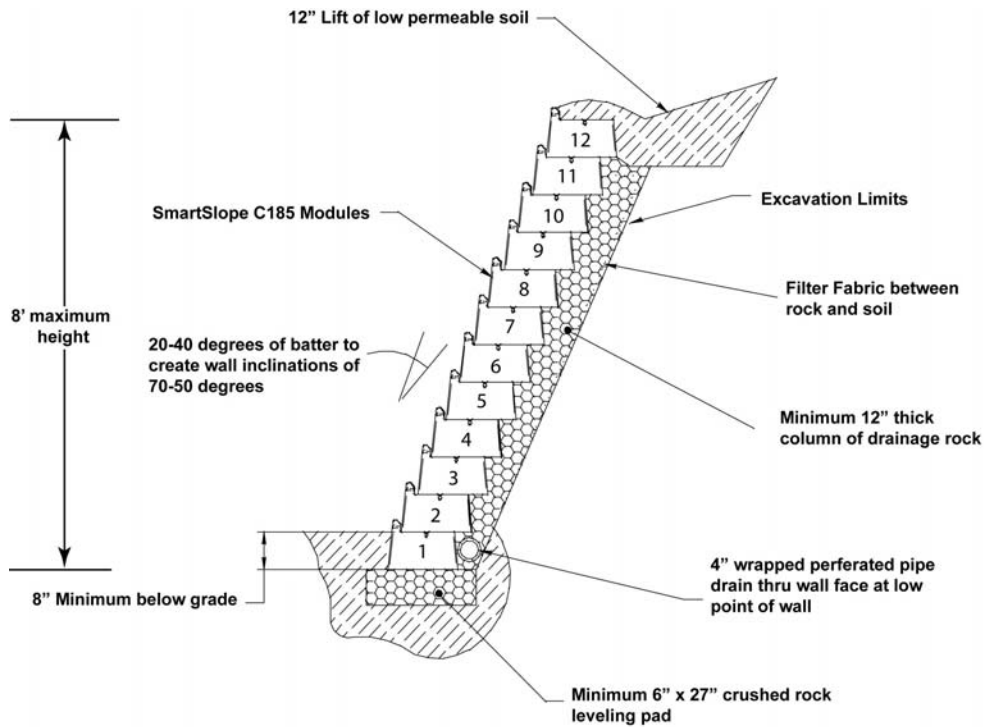 12” Lift of low permeable soil
12
11
SmartSlope C185 Modules
10
Excavation Limits
9
8
Filter Fabric between
rock and soil
8’ maximum
height
7
20-40 degrees of batter to
create wall inclinations of
70-50 degrees
6
5
Minimum 12” thick
column of drainage rock
4
3
2
1
4” wrapped perferated pipe
drain thru wall face at low
point of wall
8” Minimum below grade
Minimum 6” x 27” crushed rock
leveling pad